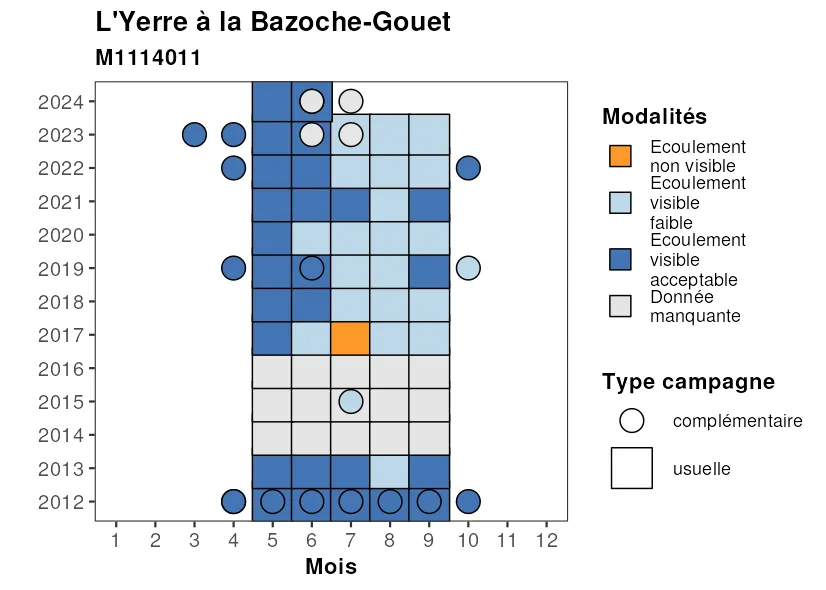 L'Yerre à la Bazoche-Gouet
M1114011
2024
2023
2022
2021
2020
2019
2018
2017
2016
2015
2014
2013
2012
1 2 3 4 5 6 7 8 9 10 11 12
Mois
Modalités
Ecoulement
non visible
Ecoulement
visible
faible
Ecoulement
visible
acceptable
Donnée
manquante
Type campagne
complémentaire
usuelle